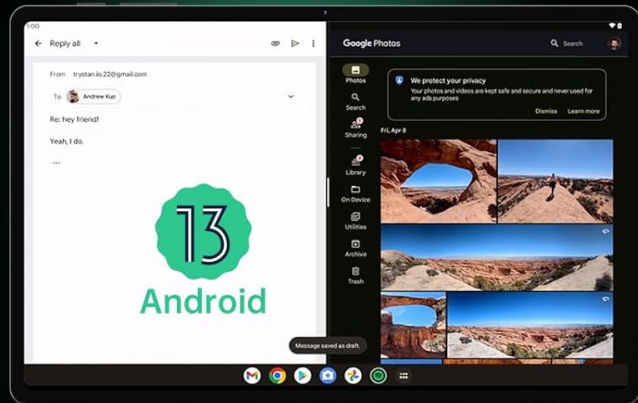 1:00
Reply all
From trystan.io.22@gmail.com
To Andrew Kuo
Re: hey friend!
Yeah, I do.
...
13
Android
Message saved as draft.
Google Photos
Search
Photos
Search
Sharing
Library
On Device
Utilities
Archive
Trash
We protect your privacy
Your photos and videos are kept safe and secure and never used for
any ads purposes
Dismiss Learn more
Fri, Apr 8